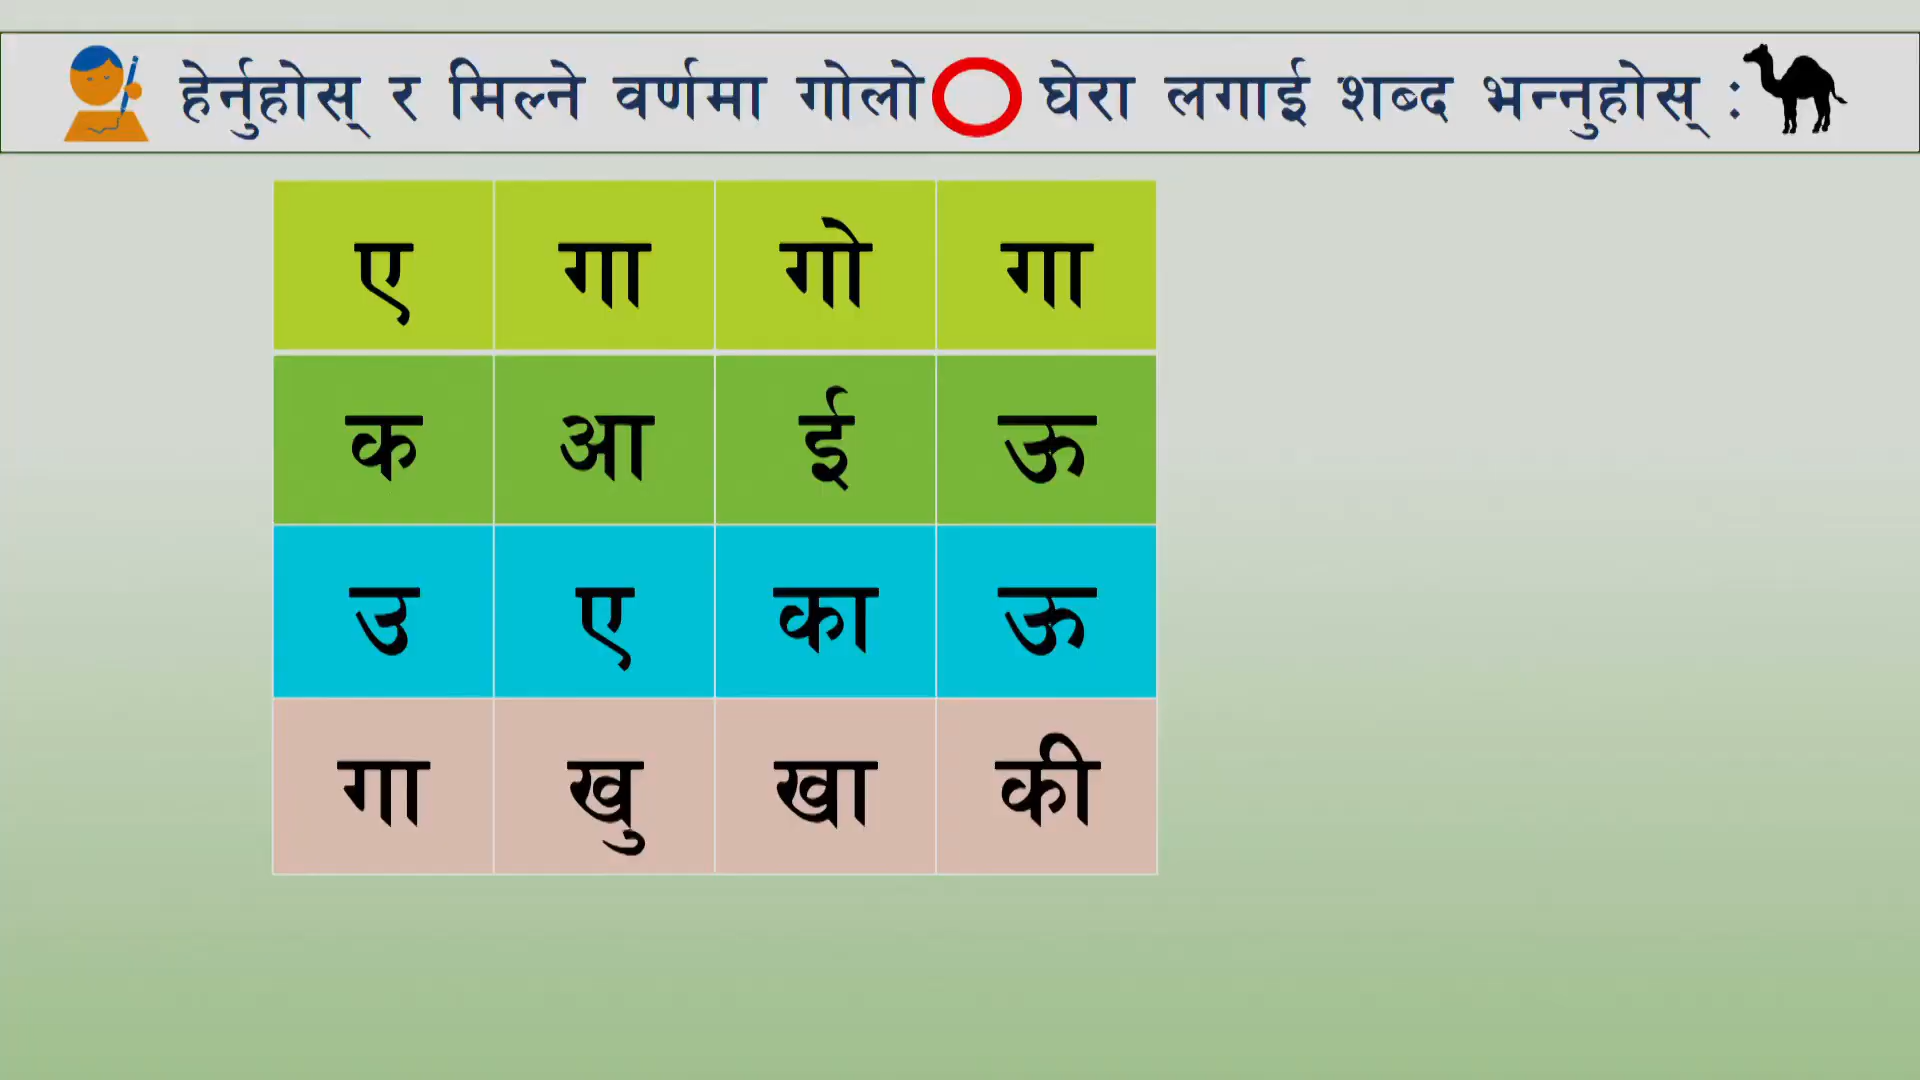 हेर्नुहोस् र मिल्ने वर्णमा गोलो घेरा लगाई शब्द भन्नुहोस् :
ए गा गो गा
क आ ई ऊ
उ ए का ऊ
गा खु खा की